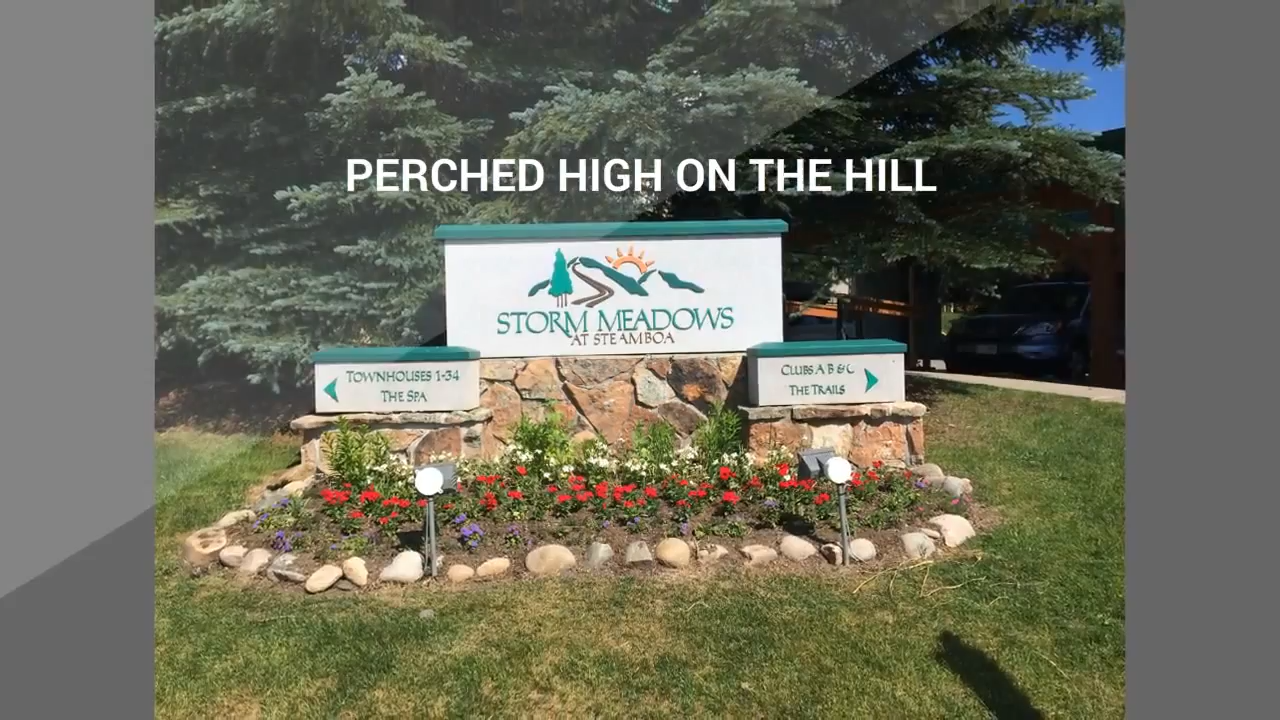 PERCHED HIGH ON THE HILL
STORM MEADOWS
AT STEAMBOA
TOWNHOUSES 1-34
THE SPA
CLUBS A B & C
THE TRAILS